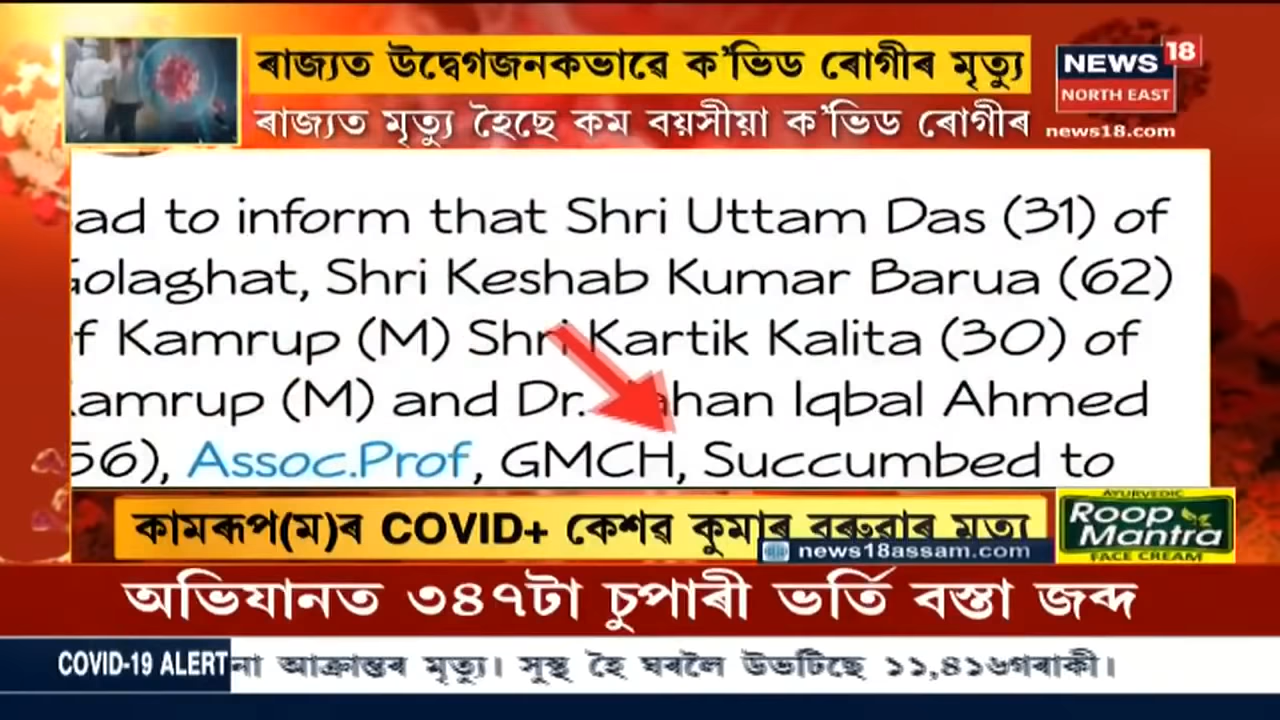 ৰাজ্যত উদ্বেগজনকভাৱে ক'ভিড ৰোগীৰ মৃত্যু
ৰাজ্যত মৃত্যু হৈছে কম বয়সীয়া ক'ভিড ৰোগীৰ
NEWS 18
NORTH EAST
news18.com
ad to inform that Shri Uttam Das (31) of
Golaghat, Shri Keshab Kumar Barua (62)
of Kamrup (M) Shri Kartik Kalita (30) of
Kamrup (M) and Dr. Iqbal Ahmed
56), Assoc.Prof, GMCH, Succumbed to
কামৰূপ(ম)ৰ COVID+ কেশৱ কুমাৰ বৰুৱাৰ মৃত্যু
news18assam.com
AYURVEDIC
Roop
Mantra
FACE CREAM
অভিযানত ৩৪৭টা চুপাৰী ভৰ্তি বস্তা জব্দ
COVID-19 ALERT না আক্ৰান্তৰ মৃত্যু। সুস্থ হৈ ঘৰলৈ উভটিছে ১১,৪১৬গৰাকী।